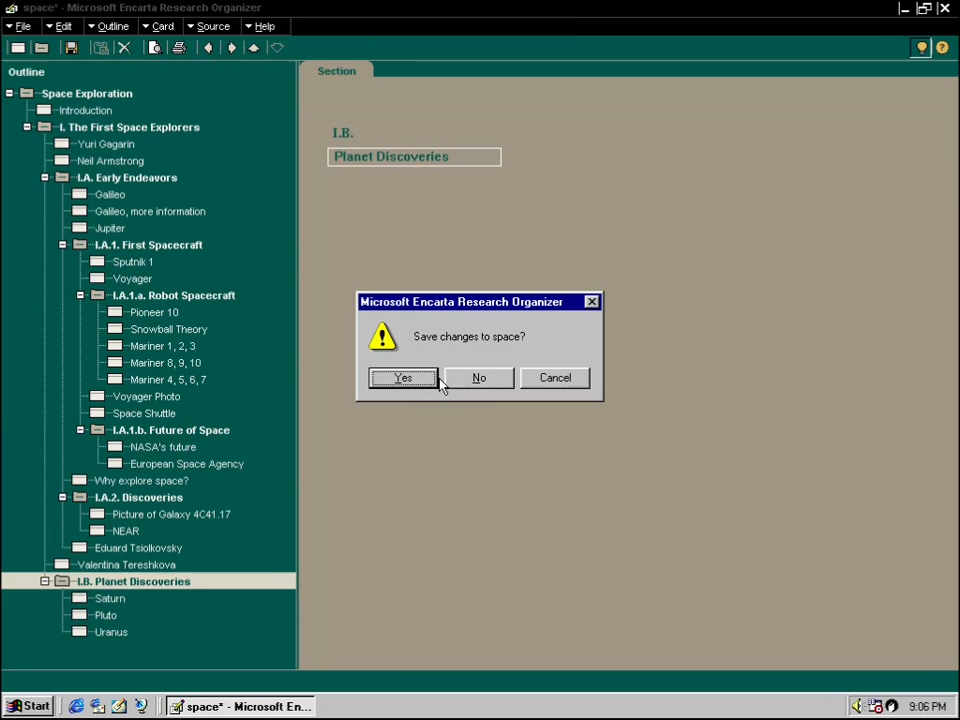 space* - Microsoft Encarta Research Organizer
File Edit Outline Card Source Help
Outline
Section
Space Exploration
Introduction
I. The First Space Explorers
Yuri Gagarin
Neil Armstrong
I.A. Early Endeavors
Galileo
Galileo, more information
Jupiter
I.A.1. First Spacecraft
Sputnik 1
Voyager
I.A.1.a. Robot Spacecraft
Pioneer 10
Snowball Theory
Mariner 1, 2, 3
Mariner 8, 9, 10
Mariner 4, 5, 6, 7
Voyager Photo
Space Shuttle
I.A.1.b. Future of Space
NASA's future
European Space Agency
Why explore space?
I.A.2. Discoveries
Picture of Galaxy 4C41.17
NEAR
Eduard Tsiolkovsky
Valentina Tereshkova
I.B. Planet Discoveries
Saturn
Pluto
Uranus
I.B.
Planet Discoveries
Microsoft Encarta Research Organizer
Save changes to space?
Yes No Cancel
Start space* - Microsoft En... 9:06 PM